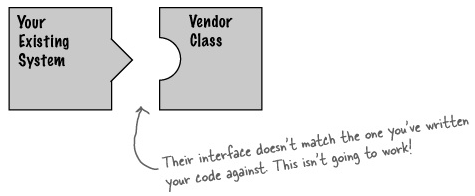 Your
Existing
System
Vendor
Class
Their interface doesn't match the one you've written
your code against. This isn't going to work!